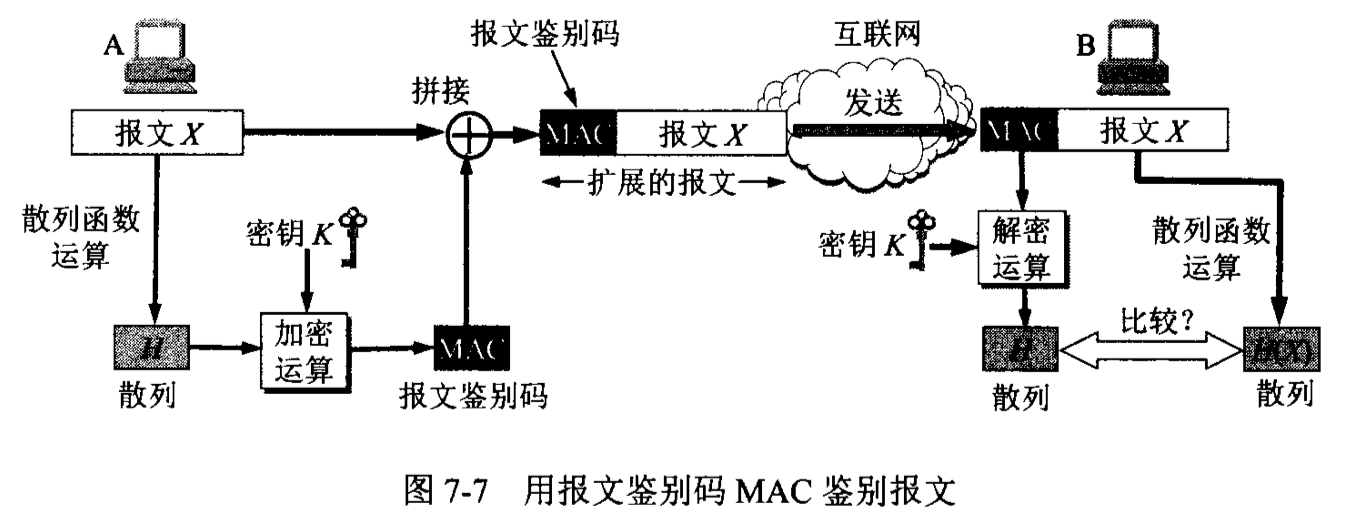 A
报文鉴别码
互联网
B
拼接
发送
报文 X
MAC
报文 X
MAC
报文 X
扩展的报文
散列函数
运算
密钥 K
密钥 K
解密
运算
散列函数
运算
H
加密
运算
MAC
H
比较?
H(X)
散列
报文鉴别码
散列
散列
图 7-7 用报文鉴别码 MAC 鉴别报文